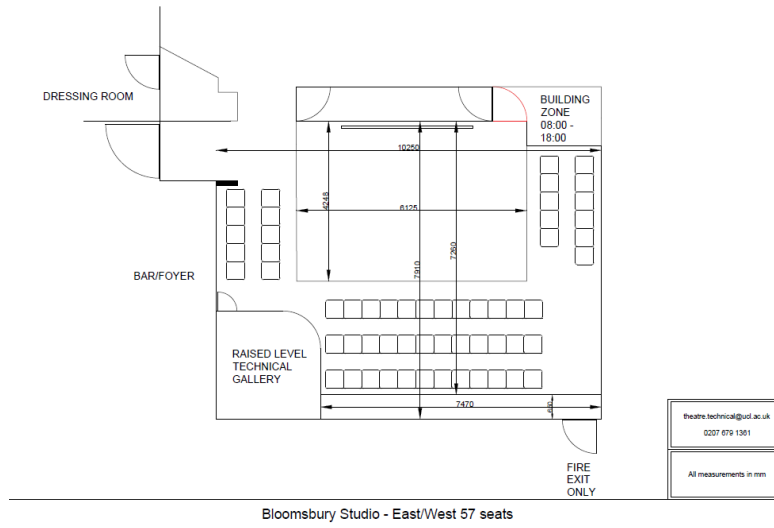 DRESSING ROOM
BUILDING
ZONE
08:00 -
18:00
10250
4248
6125
7910
7260
BAR/FOYER
RAISED LEVEL
TECHNICAL
GALLERY
7470
theatre.technical@ucl.ac.uk
0207 679 1361
All measurements in mm
FIRE
EXIT
ONLY
Bloomsbury Studio - East/West 57 seats